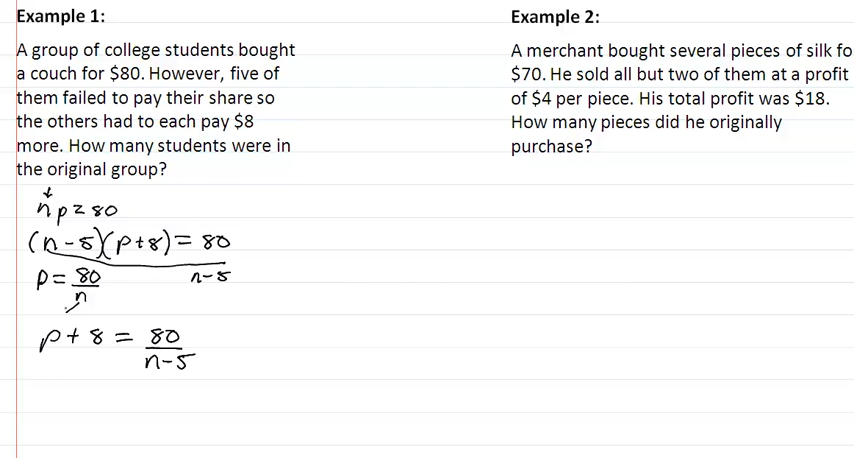 Example 1:
A group of college students bought
a couch for $80. However, five of
them failed to pay their share so
the others had to each pay $8
more. How many students were in
the original group?
np=80
(n-5)(p+8)=80
n-5
p=80/n
p+8=80/n-5
Example 2:
A merchant bought several pieces of silk fo
$70. He sold all but two of them at a profit
of $4 per piece. His total profit was $18.
How many pieces did he originally
purchase?